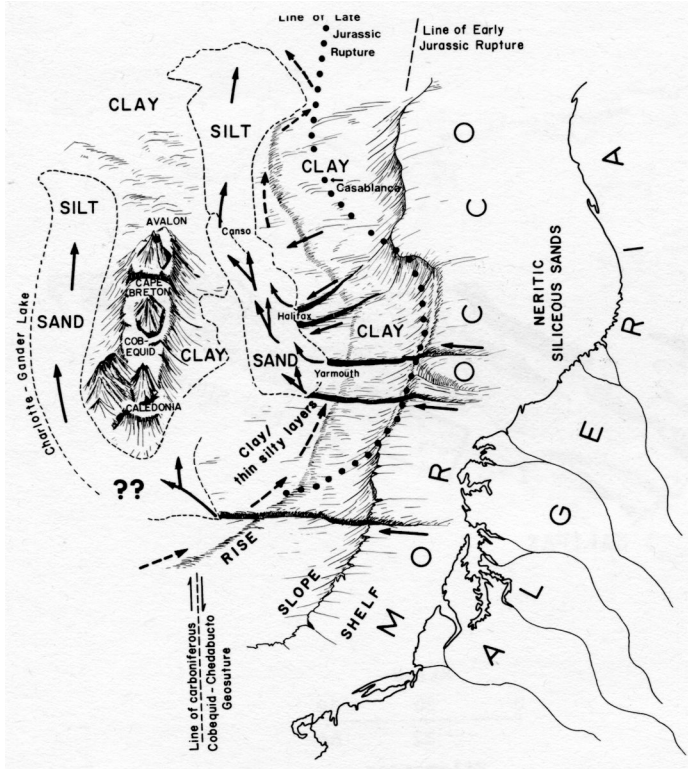 Line of Late
Jurassic
Rupture
Line of Early
Jurassic Rupture
CLAY
SILT
CLAY
Casablanca
SILT
AVALON
Canso
CAPE
BRETON
Halifax
CLAY
SAND
COB-
EQUID
CLAY
SAND
Yarmouth
CALEDONIA
Charlotte - Gander Lake
Clay/
thin silty layers
??
RISE
SLOPE
SHELF
MOROCCO
ALGERIA
NERITIC
SILICEOUS SANDS
Line of carboniferous
Cobequid - Chedabucto
Geosuture